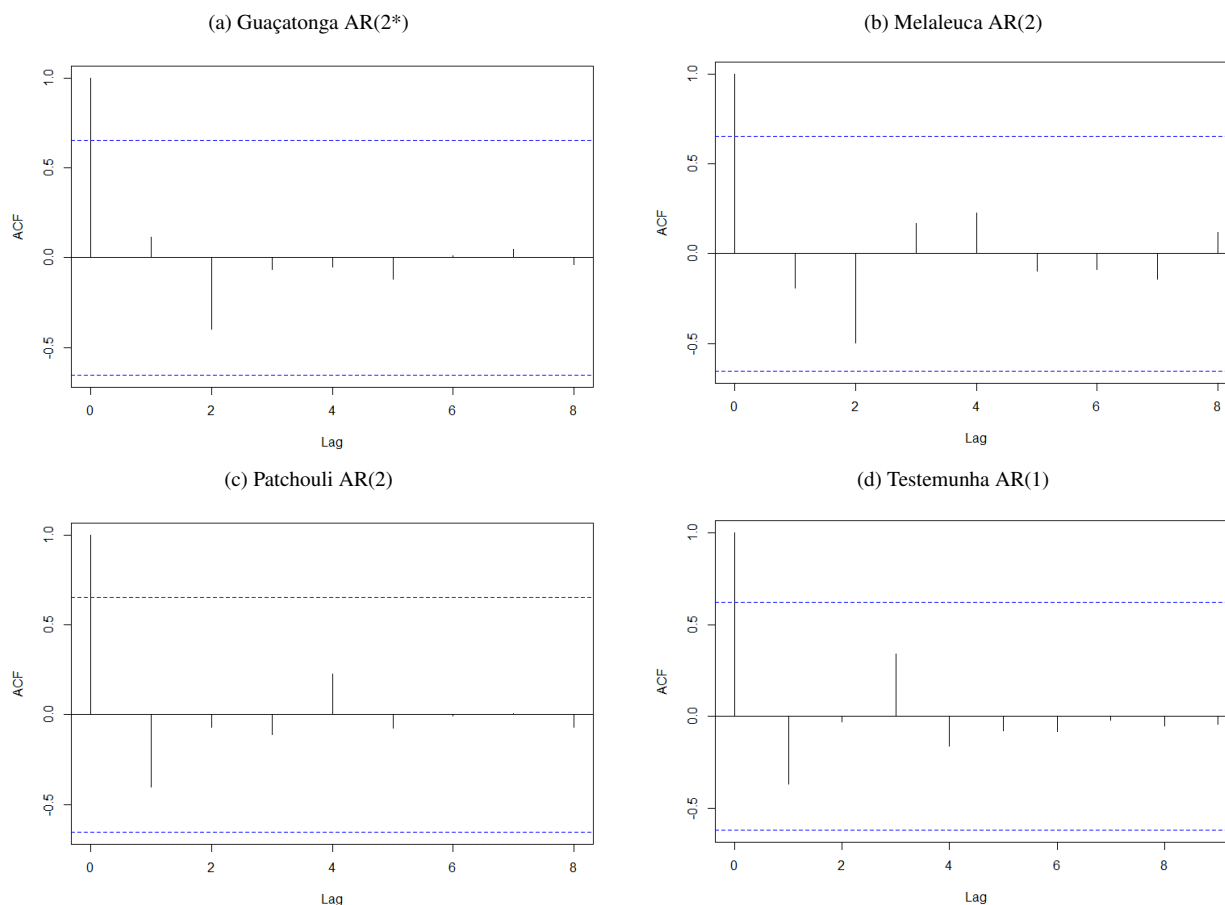 (a) Guaçatonga AR(2*)
1.0
0.5
0.0
-0.5
ACF
0 2 4 6 8
Lag
(b) Melaleuca AR(2)
1.0
0.5
0.0
-0.5
ACF
0 2 4 6 8
Lag
(c) Patchouli AR(2)
1.0
0.5
0.0
-0.5
ACF
0 2 4 6 8
Lag
(d) Testemunha AR(1)
1.0
0.5
0.0
-0.5
ACF
0 2 4 6 8
Lag